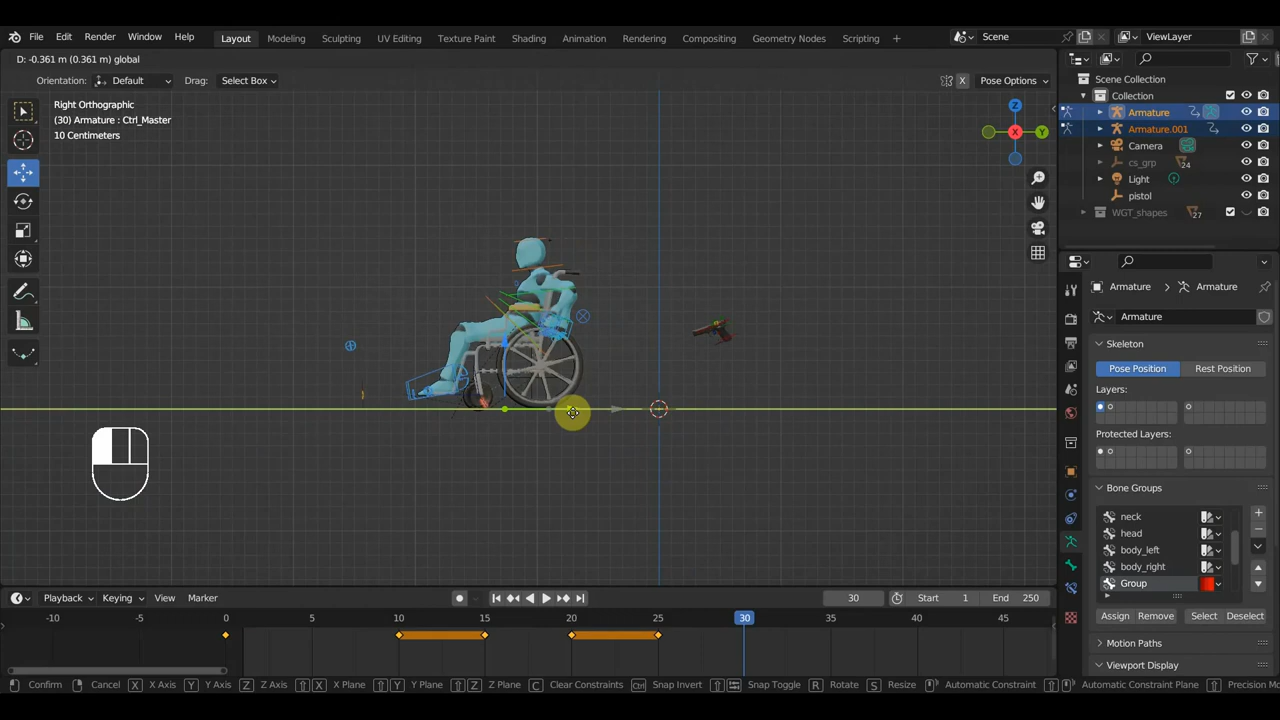 File Edit Render Window Help Layout Modeling Sculpting UV Editing Texture Paint Shading Animation Rendering Compositing Geometry Nodes Scripting + Scene ViewLayer
D: -0.361 m (0.361 m) global
Orientation: Default Drag: Select Box X Pose Options
Right Orthographic
(30) Armature : Ctrl_Master
10 Centimeters
Z
X
Y
Scene Collection
Collection
Armature
Armature.001
Camera
cs_grp 24
Light
pistol
WGT_shapes 27
Armature > Armature
Armature
Skeleton
Pose Position Rest Position
Layers:
Protected Layers:
Bone Groups
neck
head
body_left
body_right
Group
Assign Remove Select Deselect
Motion Paths
Viewport Display
Playback Keying View Marker 30 Start 1 End 250
-10 -5 0 5 10 15 20 25 30 35 40 45
Confirm Cancel X X Axis Y Y Axis Z Z Axis X X Plane Y Y Plane Z Z Plane C Clear Constraints Ctrl Snap Invert Snap Toggle R Rotate S Resize Automatic Constraint Automatic Constraint Plane Precision Mo